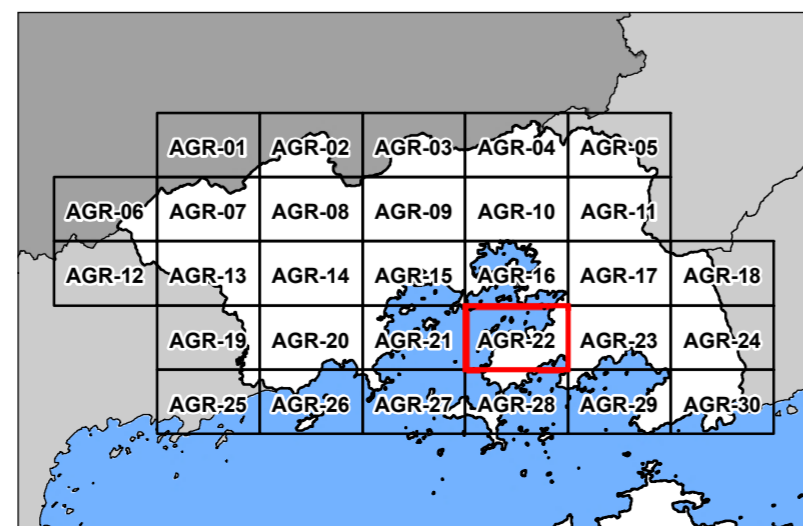 AGR-01 AGR-02 AGR-03 AGR-04 AGR-05
AGR-06 AGR-07 AGR-08 AGR-09 AGR-10 AGR-11
AGR-12 AGR-13 AGR-14 AGR-15 AGR-16 AGR-17 AGR-18
AGR-19 AGR-20 AGR-21 AGR-22 AGR-23 AGR-24
AGR-25 AGR-26 AGR-27 AGR-28 AGR-29 AGR-30